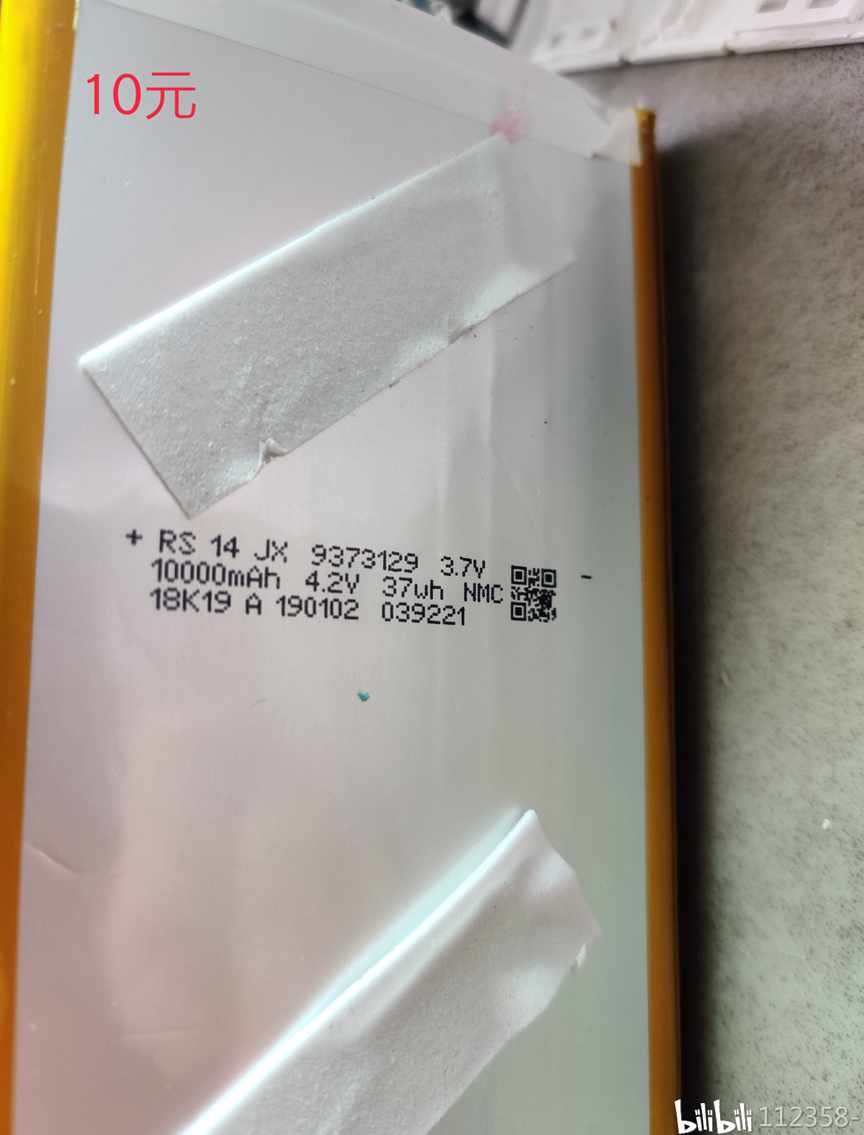 10元
+ RS 14 JX 9373129 3.7V -
10000mAh 4.2V 37wh NMC
18K19 A 190102 039221
bilibili 112358-